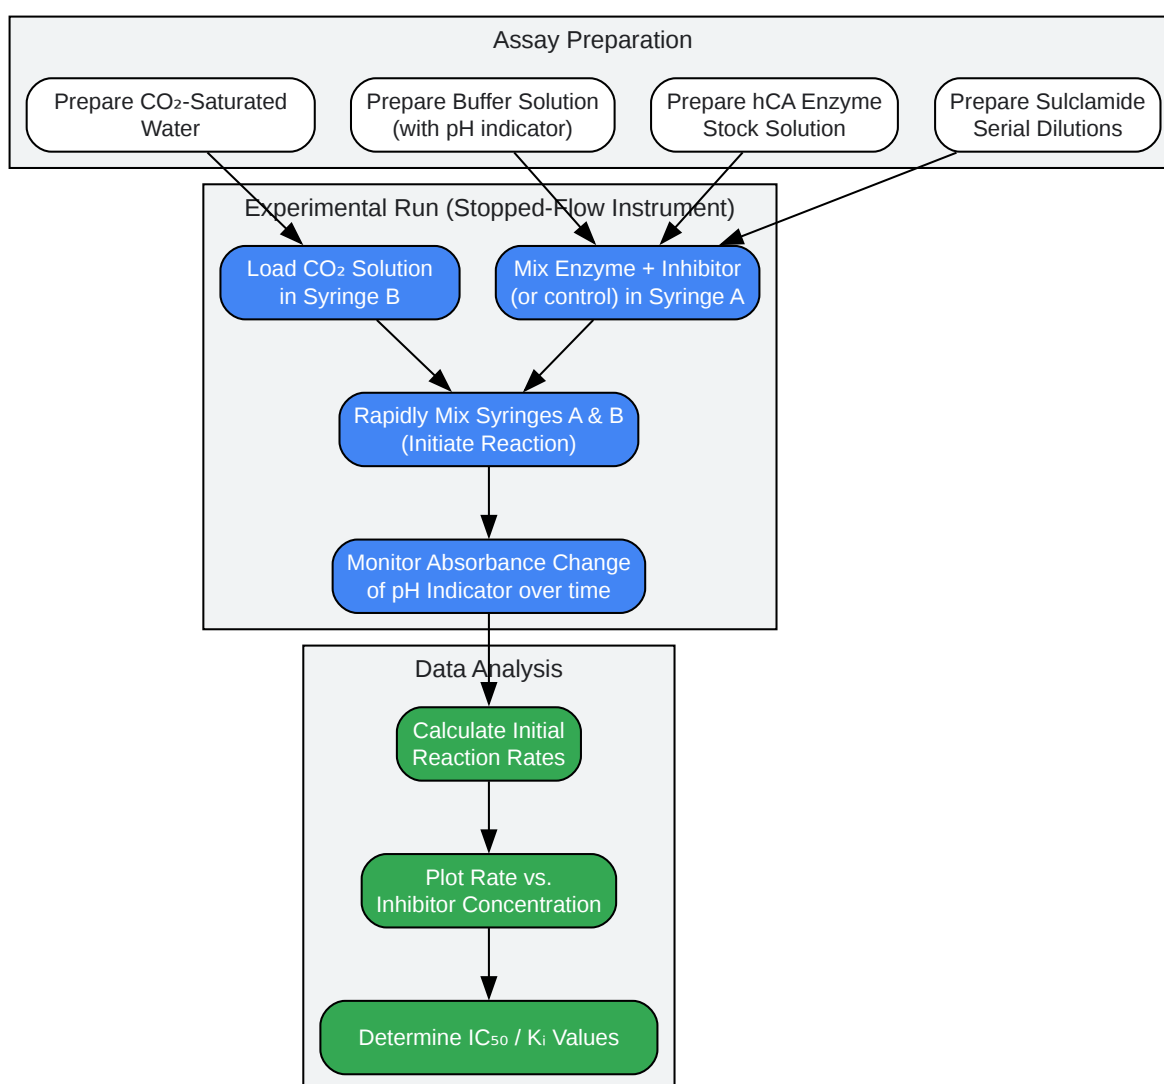 Assay Preparation
Prepare CO₂-Saturated
Water
Prepare Buffer Solution
(with pH indicator)
Prepare hCA Enzyme
Stock Solution
Prepare Sulclamide
Serial Dilutions
Experimental Run (Stopped-Flow Instrument)
Load CO₂ Solution
in Syringe B
Mix Enzyme + Inhibitor
(or control) in Syringe A
Rapidly Mix Syringes A & B
(Initiate Reaction)
Monitor Absorbance Change
of pH Indicator over time
Data Analysis
Calculate Initial
Reaction Rates
Plot Rate vs.
Inhibitor Concentration
Determine IC₅₀ / Kᵢ Values